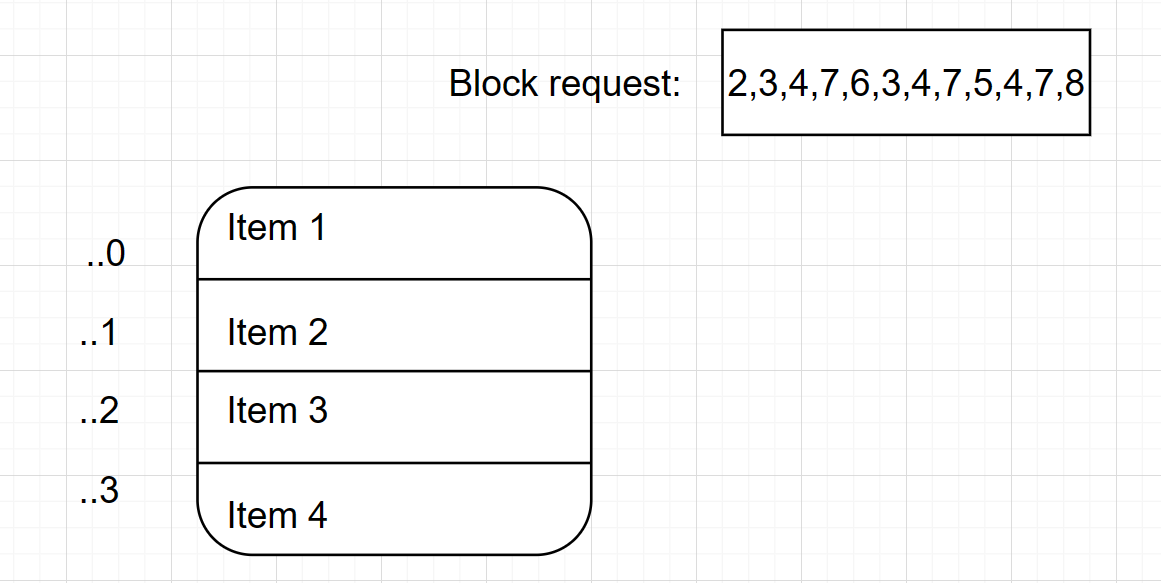 Block request: 2,3,4,7,6,3,4,7,5,4,7,8
Item 1
..0
..1 Item 2
..2 Item 3
..3
Item 4